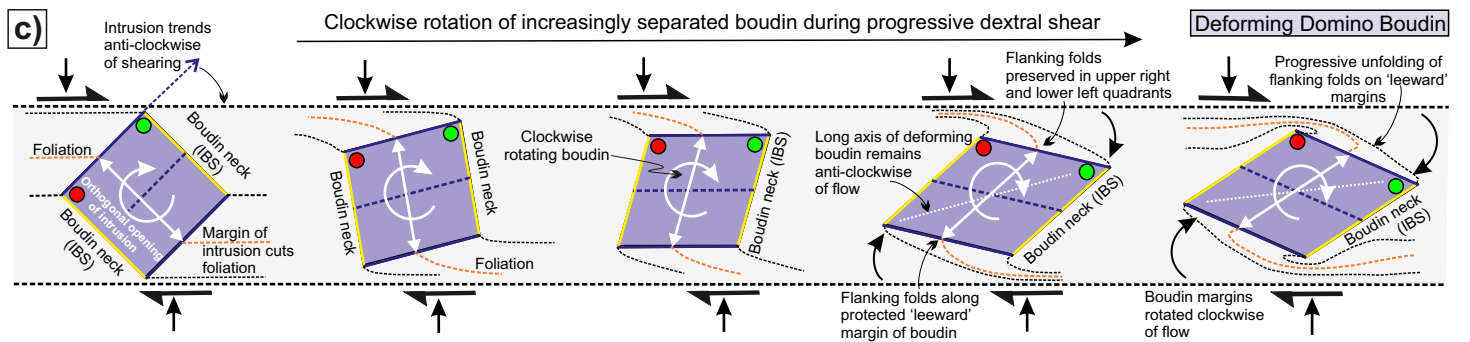 c)
Clockwise rotation of increasingly separated boudin during progressive dextral shear
Deforming Domino Boudin
Intrusion trends
anti-clockwise
of shearing
Foliation
Boudin neck
(IBS)
Orthogonal opening
of intrusion
Boudin neck
(IBS)
Margin of
intrusion cuts
foliation
Boudin neck
Boudin neck
Foliation
Clockwise
rotating boudin
Boudin neck (IBS)
Flanking folds
preserved in upper right
and lower left quadrants
Long axis of deforming
boudin remains
anti-clockwise
of flow
Boudin neck (IBS)
Flanking folds along
protected ‘leeward’
margin of boudin
Progressive unfolding of
flanking folds on ‘leeward’
margins
Boudin neck
(IBS)
Boudin margins
rotated clockwise
of flow